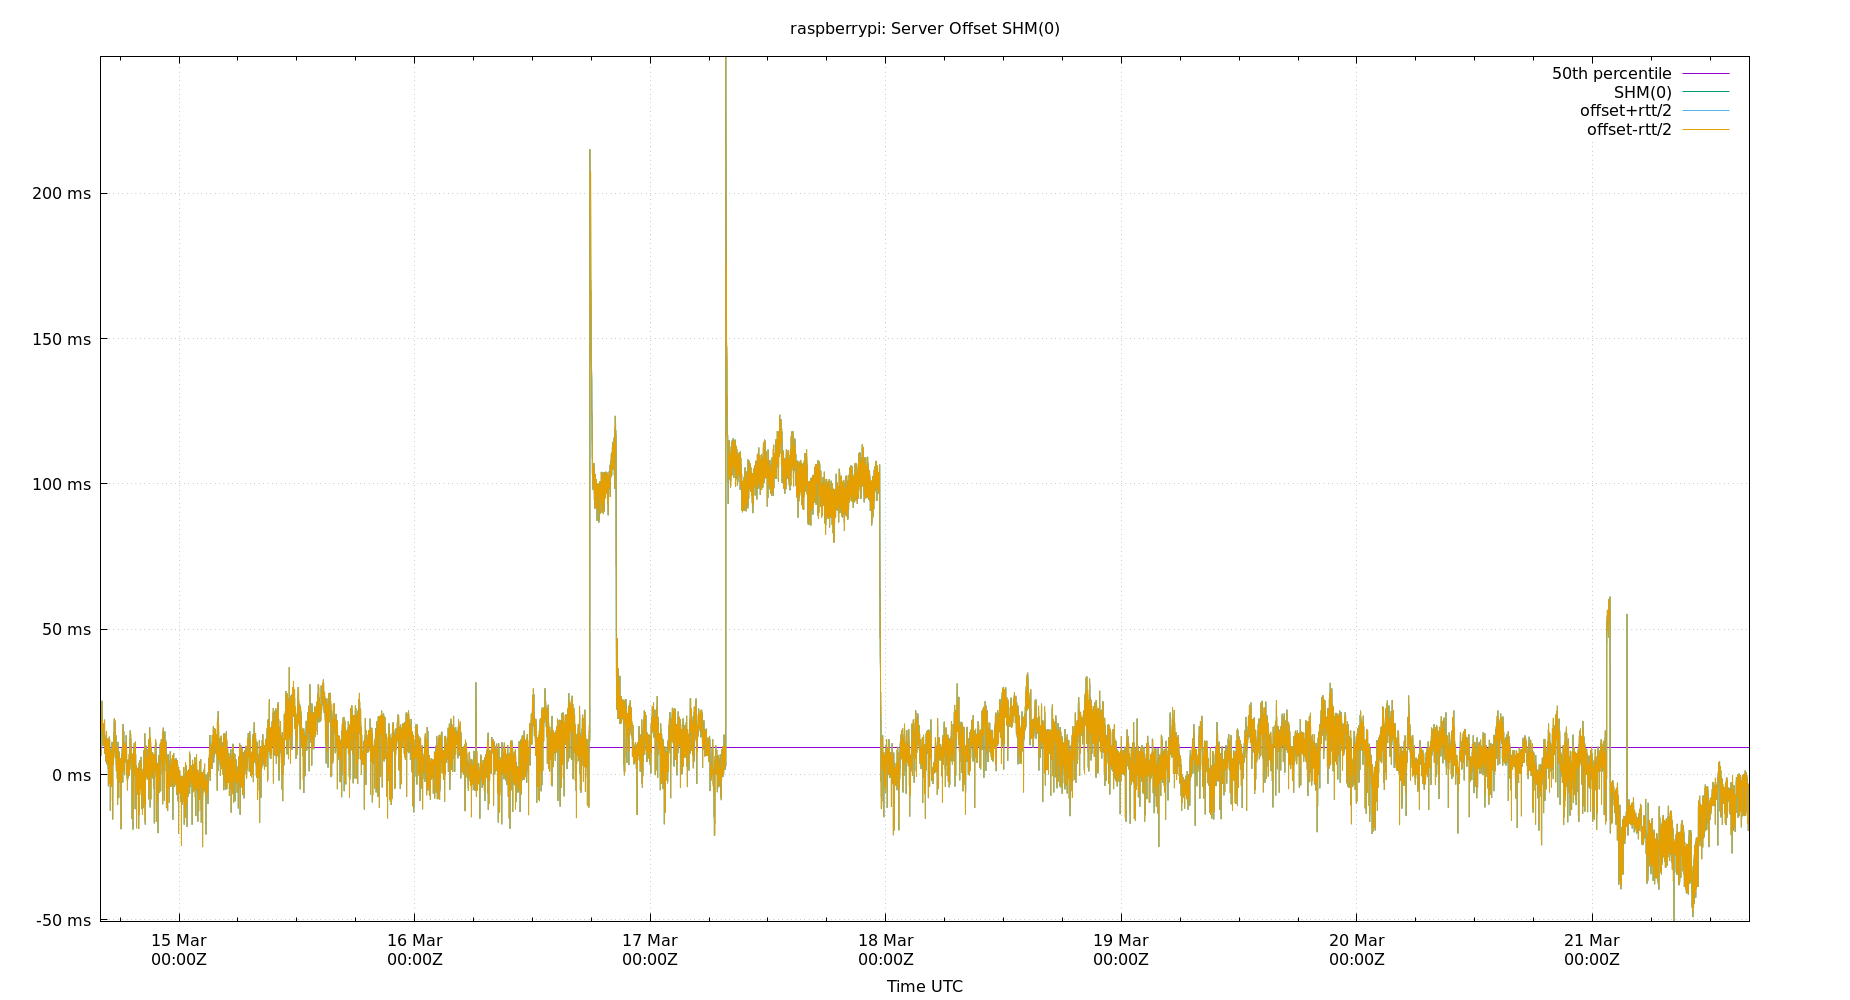 raspberrypi: Server Offset SHM(0)
50th percentile
SHM(0)
offset+rtt/2
offset-rtt/2
200 ms
150 ms
100 ms
50 ms
0 ms
-50 ms
15 Mar 16 Mar 17 Mar 18 Mar 19 Mar 20 Mar 21 Mar
00:00Z 00:00Z 00:00Z 00:00Z 00:00Z 00:00Z 00:00Z
Time UTC